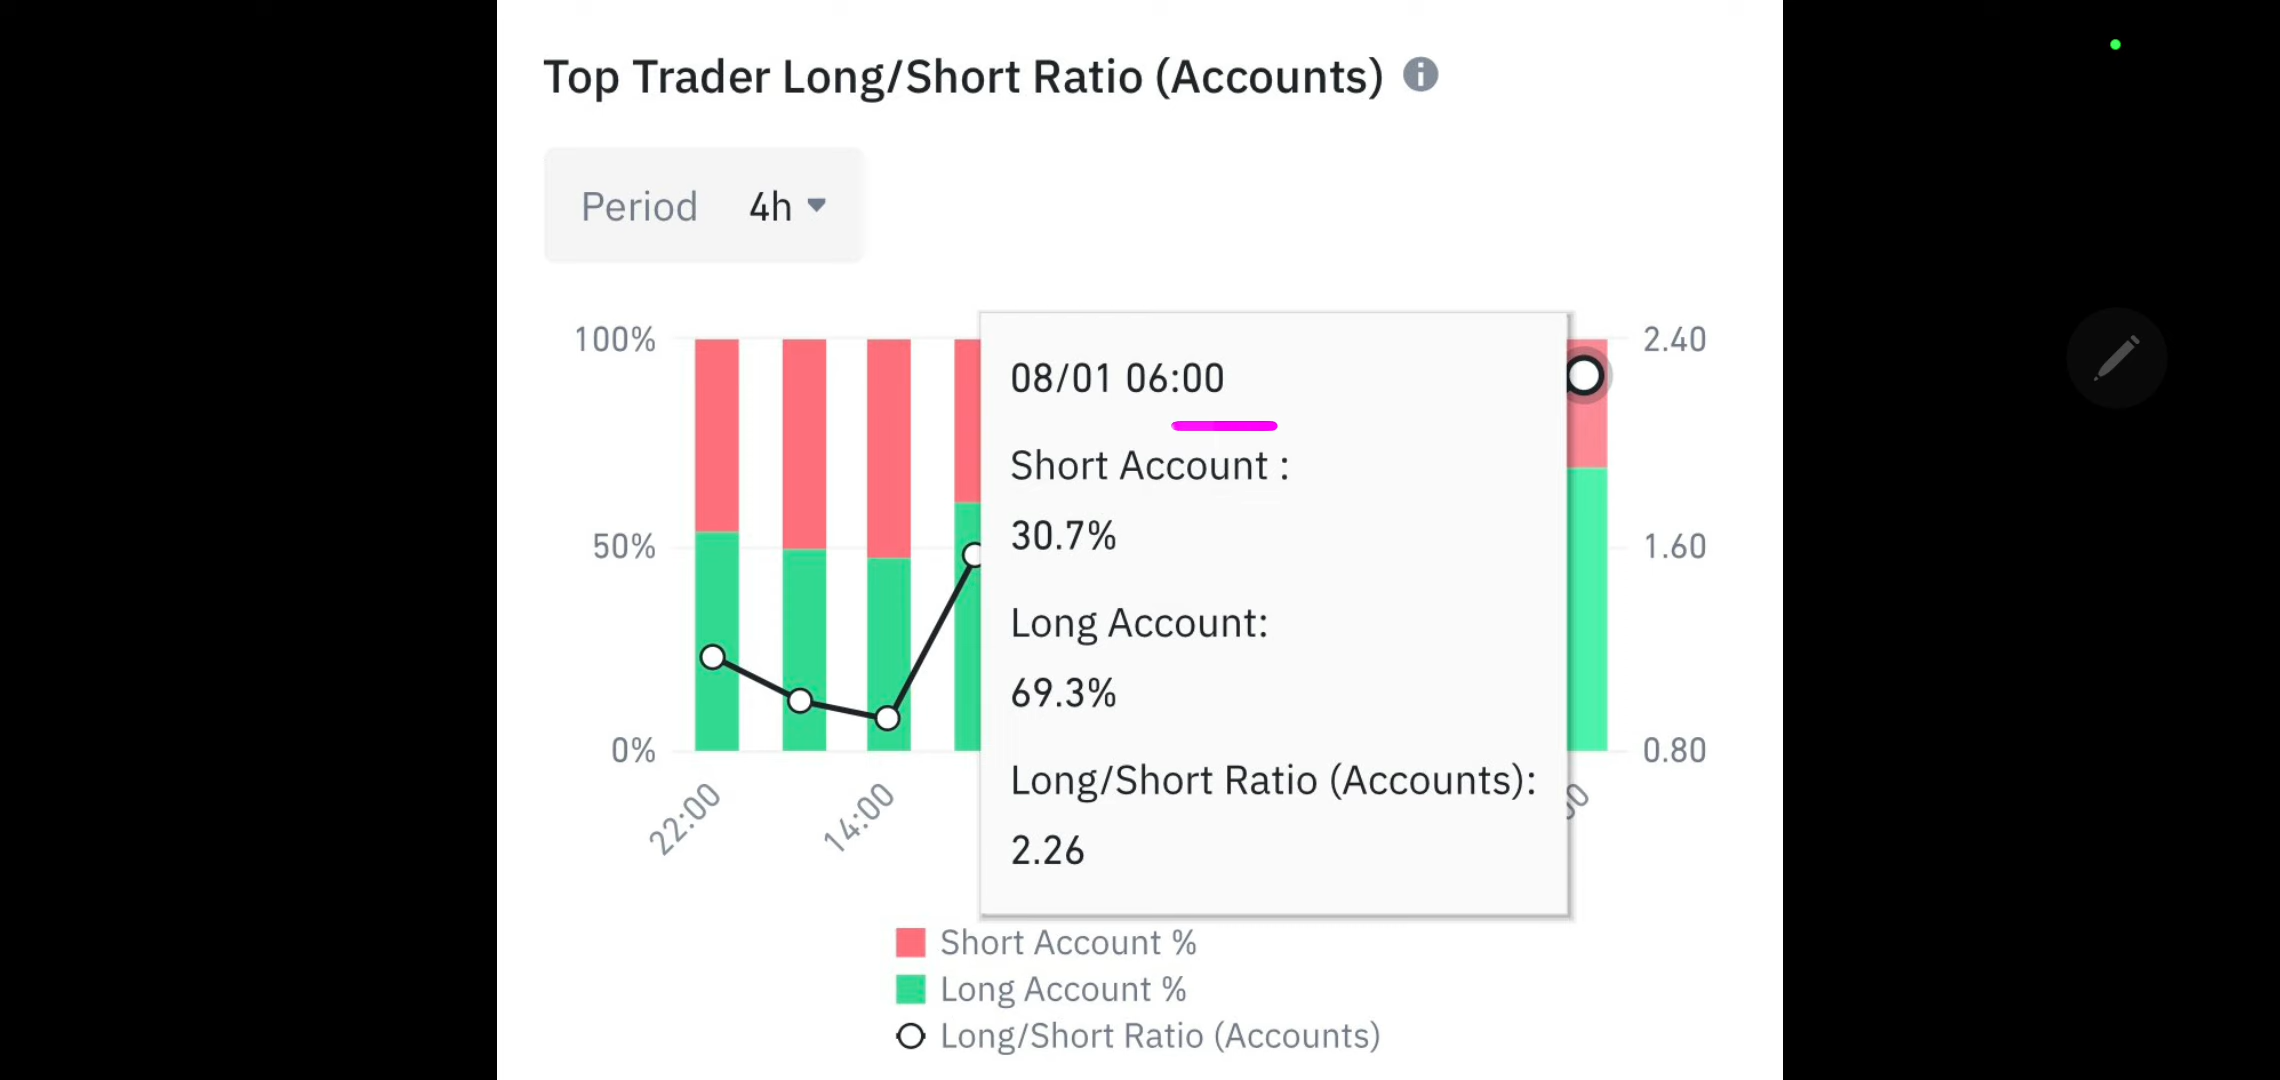 Top Trader Long/Short Ratio (Accounts)
Period 4h
100%
50%
0%
2.40
1.60
0.80
08/01 06:00
Short Account :
30.7%
Long Account:
69.3%
Long/Short Ratio (Accounts):
2.26
22:00
14:00
Short Account %
Long Account %
Long/Short Ratio (Accounts)